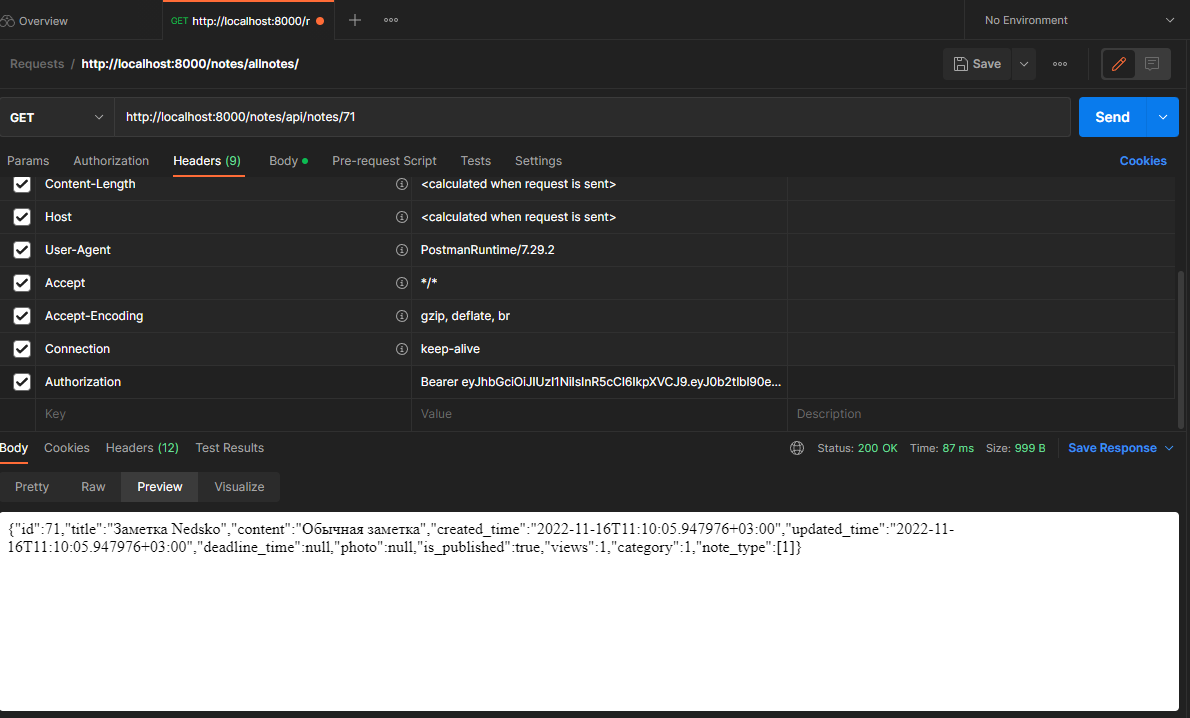 Overview
GET http://localhost:8000/r
No Environment
Requests / http://localhost:8000/notes/allnotes/
Save
GET
http://localhost:8000/notes/api/notes/71
Send
Params Authorization Headers (9) Body Pre-request Script Tests Settings Cookies
Content-Length <calculated when request is sent>
Host <calculated when request is sent>
User-Agent PostmanRuntime/7.29.2
Accept */*
Accept-Encoding gzip, deflate, br
Connection keep-alive
Authorization Bearer eyJhbGciOiJIUzI1NiIsInR5cCI6IkpXVCJ9.eyJ0b2tlbl90e...
Key Value Description
Body Cookies Headers (12) Test Results Status: 200 OK Time: 87 ms Size: 999 B Save Response
Pretty Raw Preview Visualize
{"id":71,"title":"Заметка Nedsko","content":"Обычная заметка","created_time":"2022-11-16T11:10:05.947976+03:00","updated_time":"2022-11-
16T11:10:05.947976+03:00","deadline_time":null,"photo":null,"is_published":true,"views":1,"category":1,"note_type":[1]}